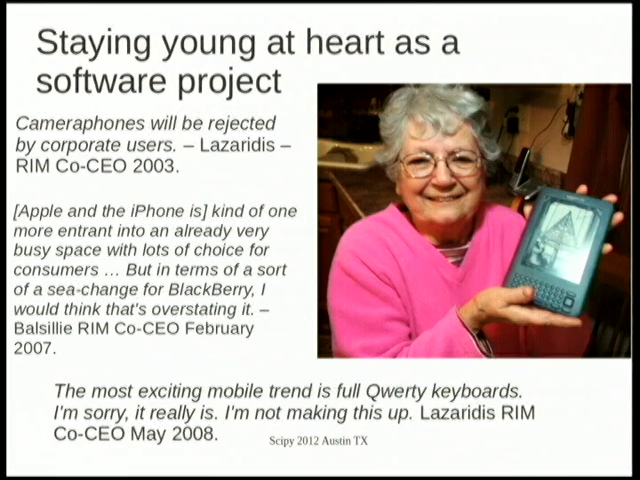 Staying young at heart as a
software project
Cameraphones will be rejected
by corporate users. – Lazaridis –
RIM Co-CEO 2003.
[Apple and the iPhone is] kind of one
more entrant into an already very
busy space with lots of choice for
consumers … But in terms of a sort
of a sea-change for BlackBerry, I
would think that's overstating it. –
Balsillie RIM Co-CEO February
2007.
The most exciting mobile trend is full Qwerty keyboards.
I'm sorry, it really is. I'm not making this up. Lazaridis RIM
Co-CEO May 2008.
Scipy 2012 Austin TX